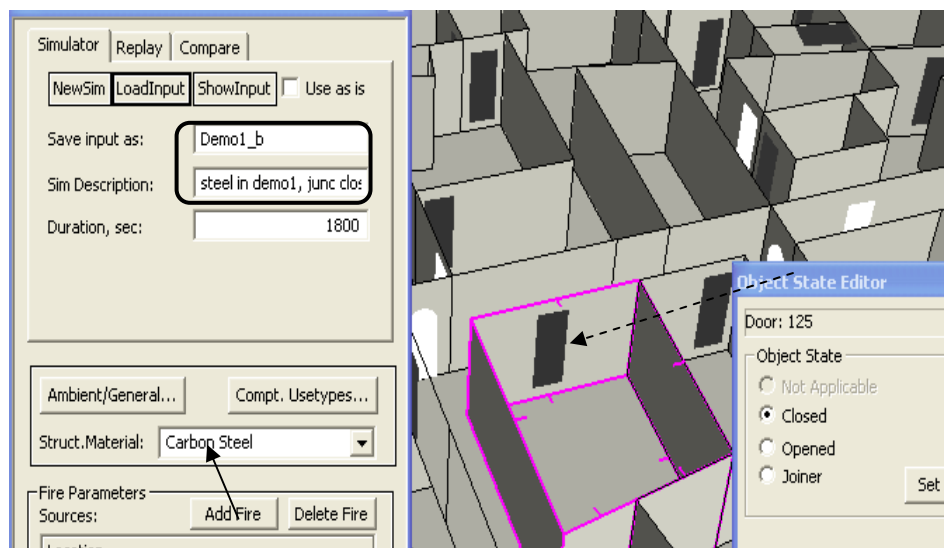 Simulator Replay Compare
NewSim LoadInput ShowInput Use as is
Save input as: Demo1_b
Sim Description: steel in demo1, junc clos
Duration, sec: 1800
Ambient/General... Compt. Usetypes...
Struct.Material: Carbon Steel
Fire Parameters
Sources: Add Fire Delete Fire
Location
Object State Editor
Door: 125
Object State
Not Applicable
Closed
Opened
Joiner
Set